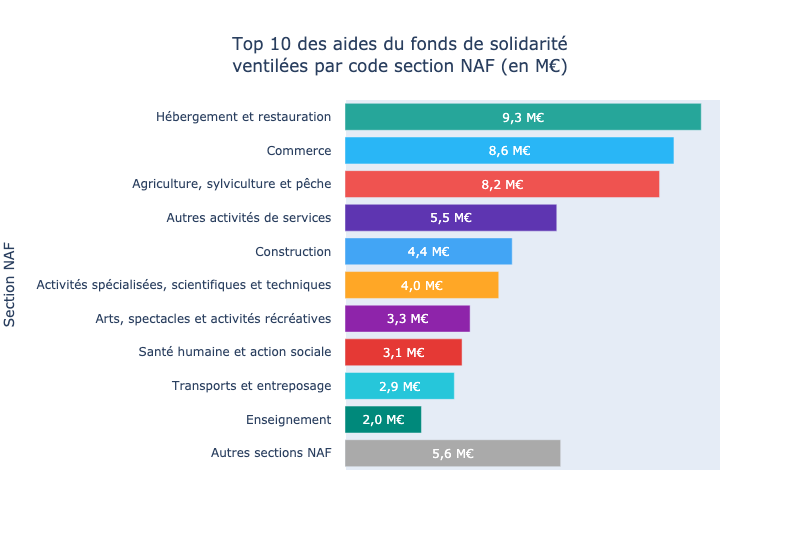 Top 10 des aides du fonds de solidarité
ventilées par code section NAF (en M€)
Section NAF
Hébergement et restauration 9,3 M€
Commerce 8,6 M€
Agriculture, sylviculture et pêche 8,2 M€
Autres activités de services 5,5 M€
Construction 4,4 M€
Activités spécialisées, scientifiques et techniques 4,0 M€
Arts, spectacles et activités récréatives 3,3 M€
Santé humaine et action sociale 3,1 M€
Transports et entreposage 2,9 M€
Enseignement 2,0 M€
Autres sections NAF 5,6 M€